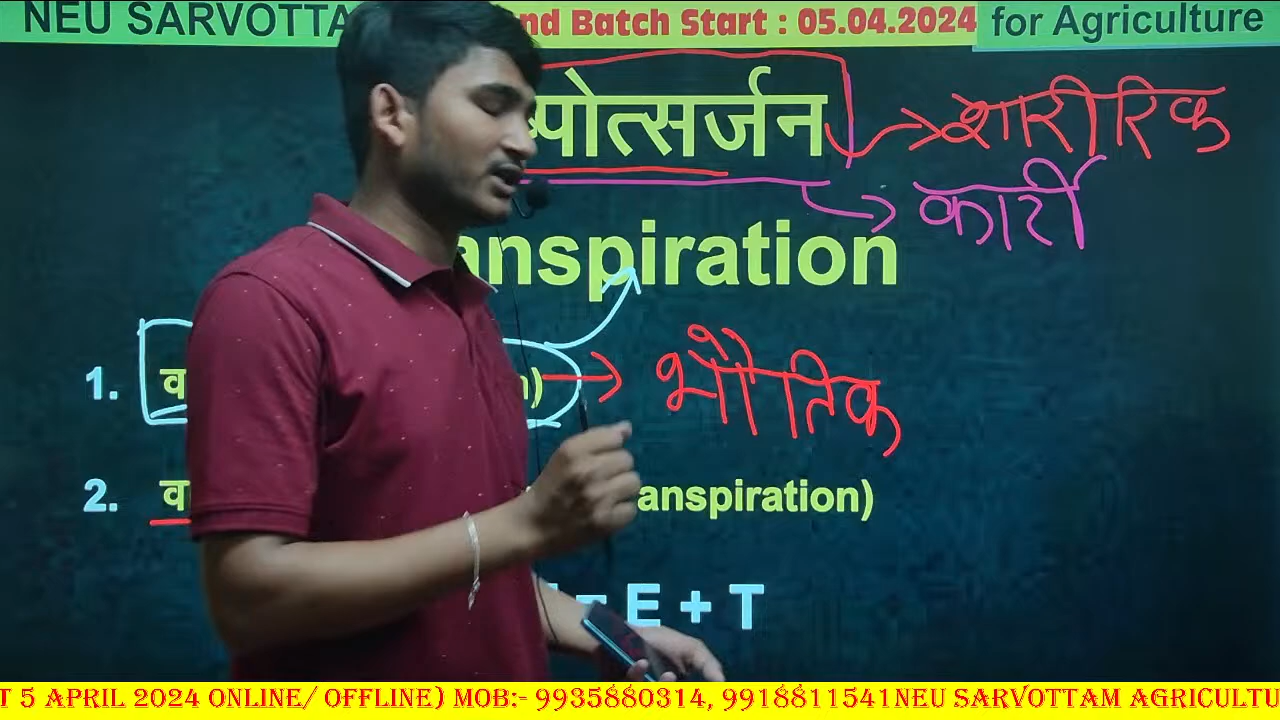 NEU SARVOTTA nd Batch Start : 05.04.2024 for Agriculture
ष्पोत्सर्जन शारीरिक
कार्यी
anspiration
1. व n) भौतिक
2. व anspiration)
= E + T
T 5 APRIL 2024 ONLINE/ OFFLINE) MOB:- 9935880314, 9918811541NEU SARVOTTAM AGRICULTU